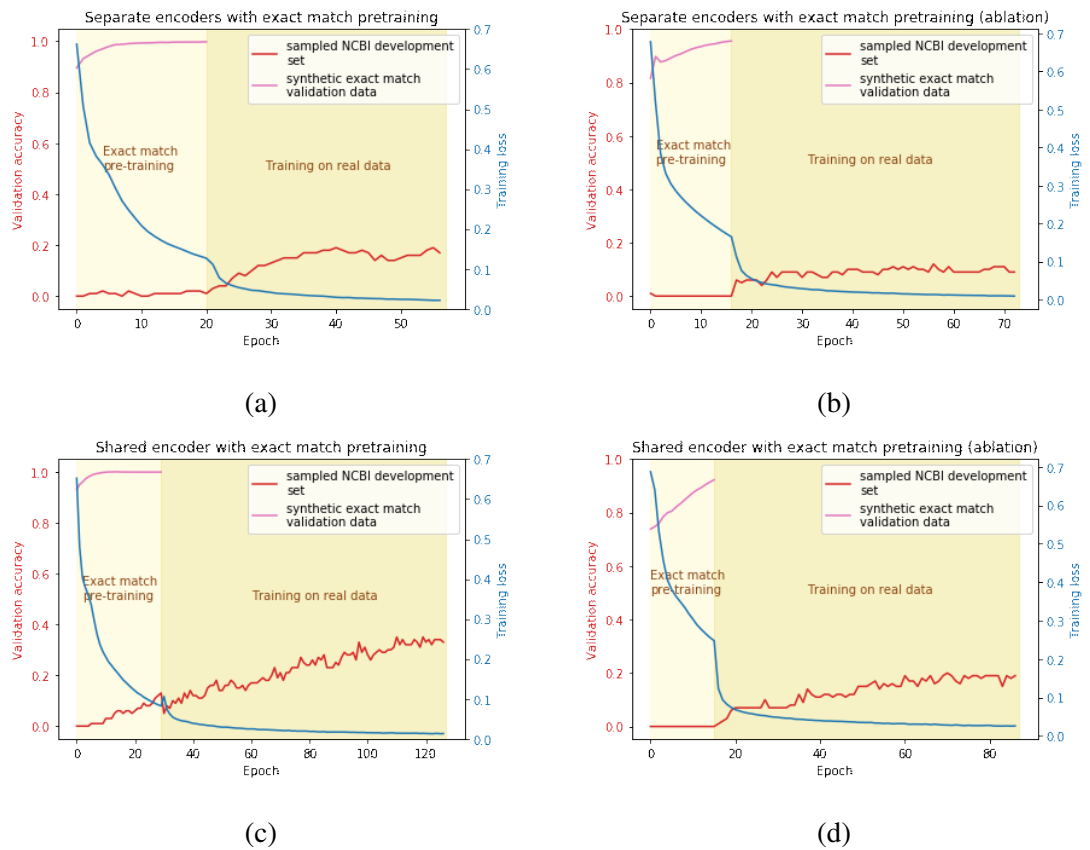 Separate encoders with exact match pretraining
1.0
0.8
0.6
0.4
0.2
0.0
Validation accuracy
Exact match
pre-training
Training on real data
sampled NCBI development
set
synthetic exact match
validation data
0.7
0.6
0.5
0.4
0.3
0.2
0.1
0.0
Training loss
0 10 20 30 40 50
Epoch
(a)
Separate encoders with exact match pretraining (ablation)
1.0
0.8
0.6
0.4
0.2
0.0
Validation accuracy
Exact match
pre-training
Training on real data
sampled NCBI development
set
synthetic exact match
validation data
0.7
0.6
0.5
0.4
0.3
0.2
0.1
0.0
Training loss
0 10 20 30 40 50 60 70
Epoch
(b)
Shared encoder with exact match pretraining
1.0
0.8
0.6
0.4
0.2
0.0
Validation accuracy
Exact match
pre-training
Training on real data
sampled NCBI development
set
synthetic exact match
validation data
0.7
0.6
0.5
0.4
0.3
0.2
0.1
0.0
Training loss
0 20 40 60 80 100 120
Epoch
(c)
Shared encoder with exact match pretraining (ablation)
1.0
0.8
0.6
0.4
0.2
0.0
Validation accuracy
Exact match
pre-training
Training on real data
sampled NCBI development
set
synthetic exact match
validation data
0.7
0.6
0.5
0.4
0.3
0.2
0.1
0.0
Training loss
0 20 40 60 80
Epoch
(d)